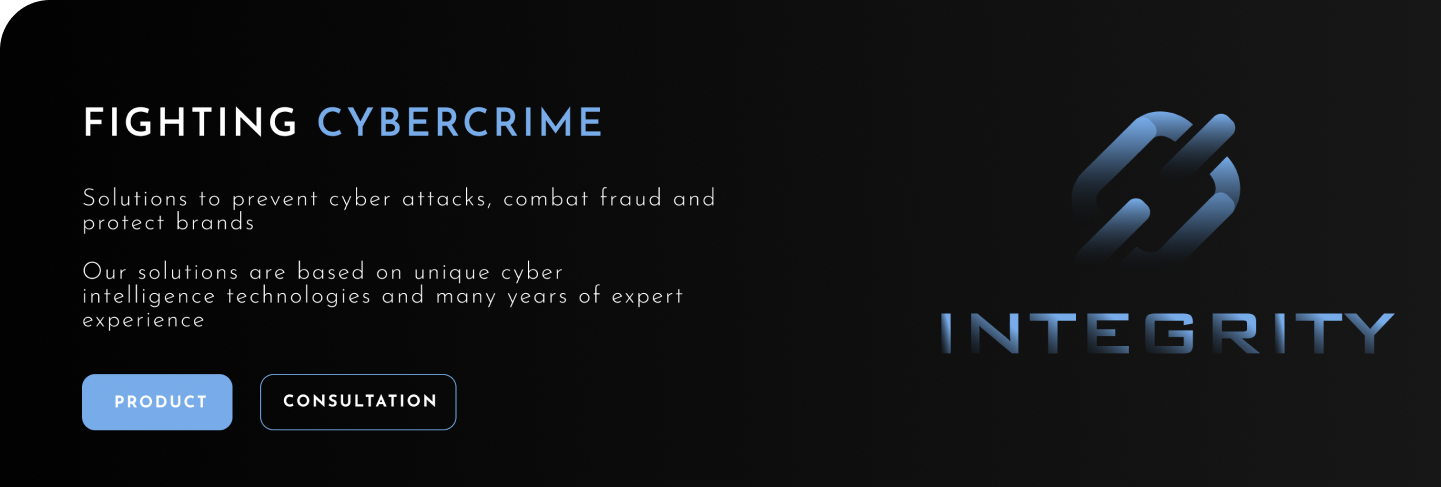 FIGHTING CYBERCRIME
Solutions to prevent cyber attacks, combat fraud and
protect brands
Our solutions are based on unique cyber
intelligence technologies and many years of expert
experience
PRODUCT
CONSULTATION
INTEGRITY